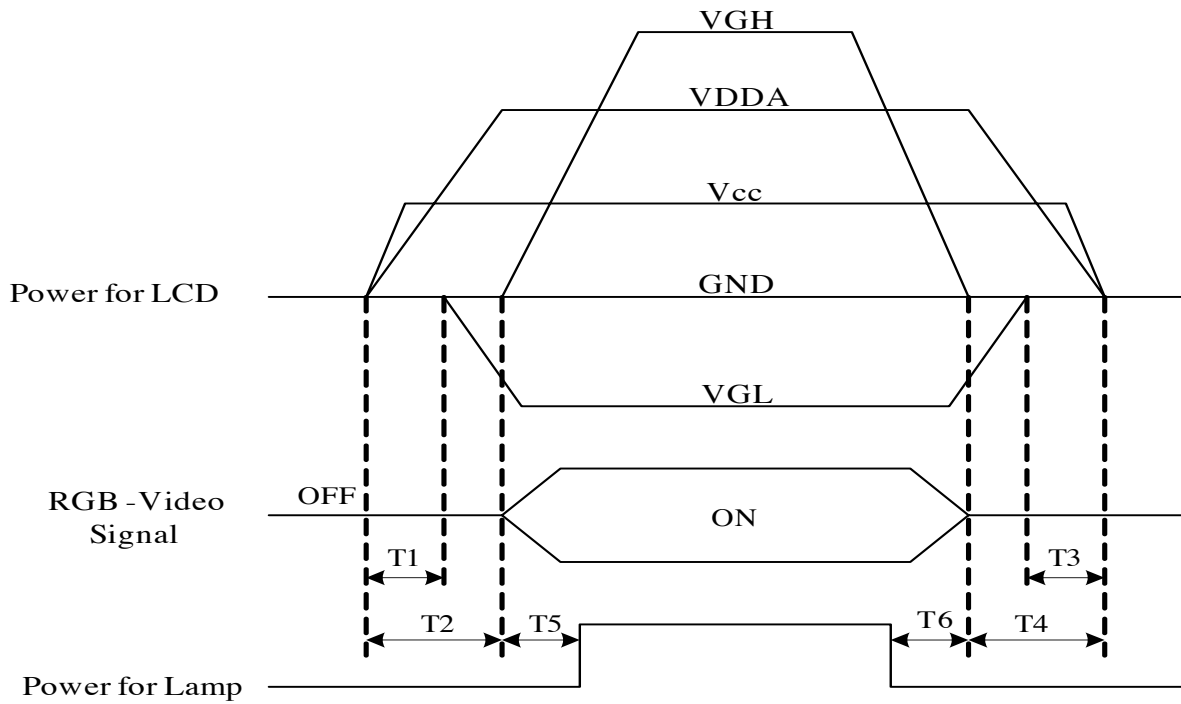 VGH
VDDA
Vcc
Power for LCD
GND
VGL
RGB -Video
Signal
OFF
ON
T1
T3
T2
T5
T6
T4
Power for Lamp